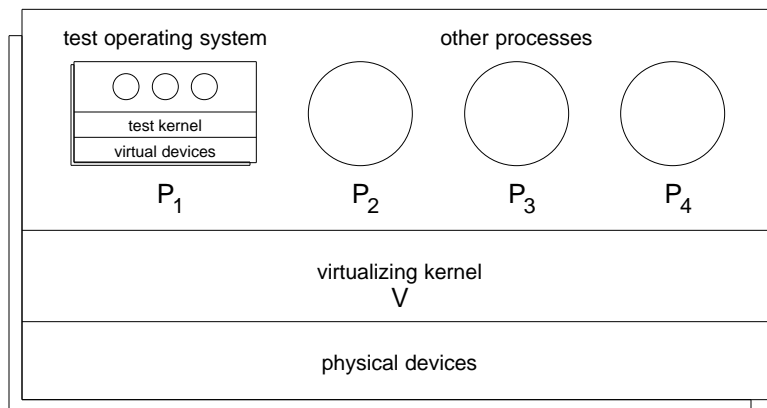 test operating system
other processes
test kernel
virtual devices
P1
P2
P3
P4
virtualizing kernel
V
physical devices